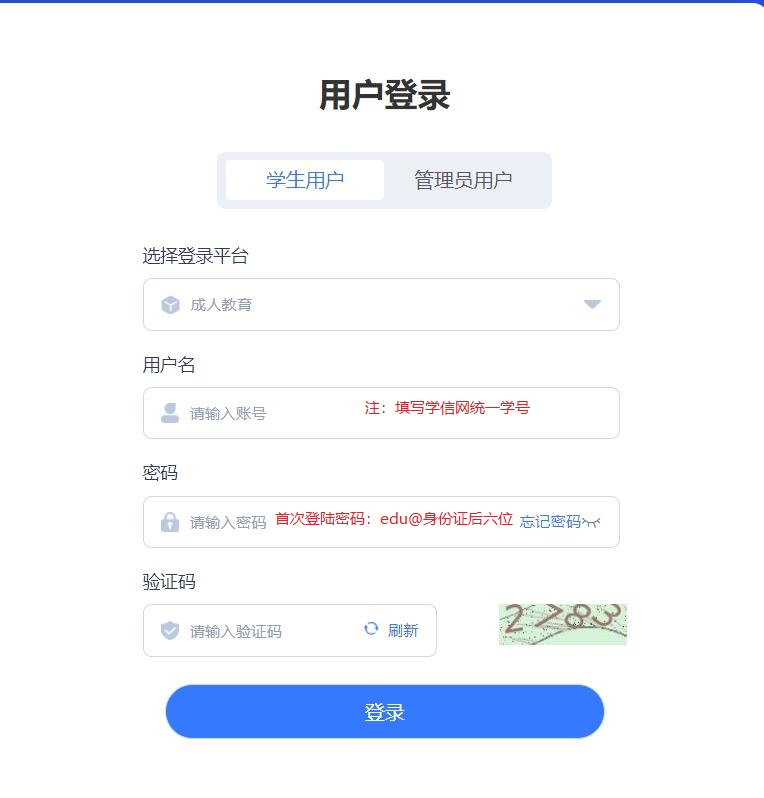 用户登录
学生用户 管理员用户
选择登录平台
成人教育
用户名
请输入账号 注：填写学信网统一学号
密码
请输入密码 首次登陆密码：edu@身份证后六位 忘记密码
验证码
请输入验证码 刷新 2783
登录